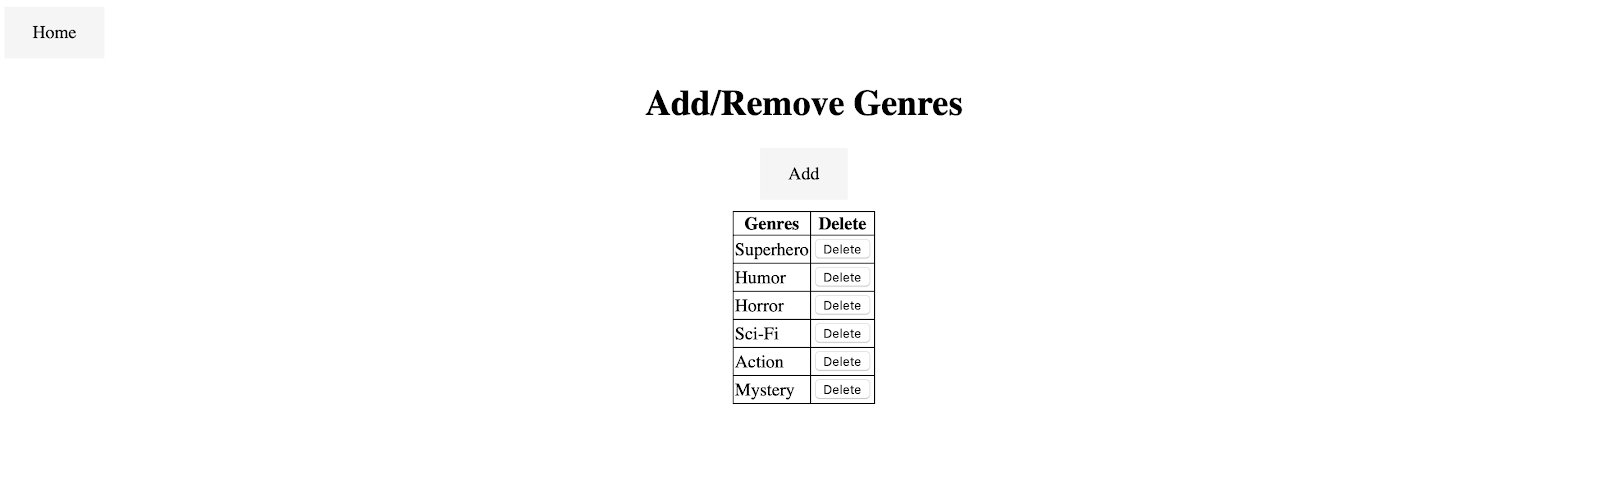 Home
Add/Remove Genres
Add
Genres Delete
Superhero Delete
Humor Delete
Horror Delete
Sci-Fi Delete
Action Delete
Mystery Delete